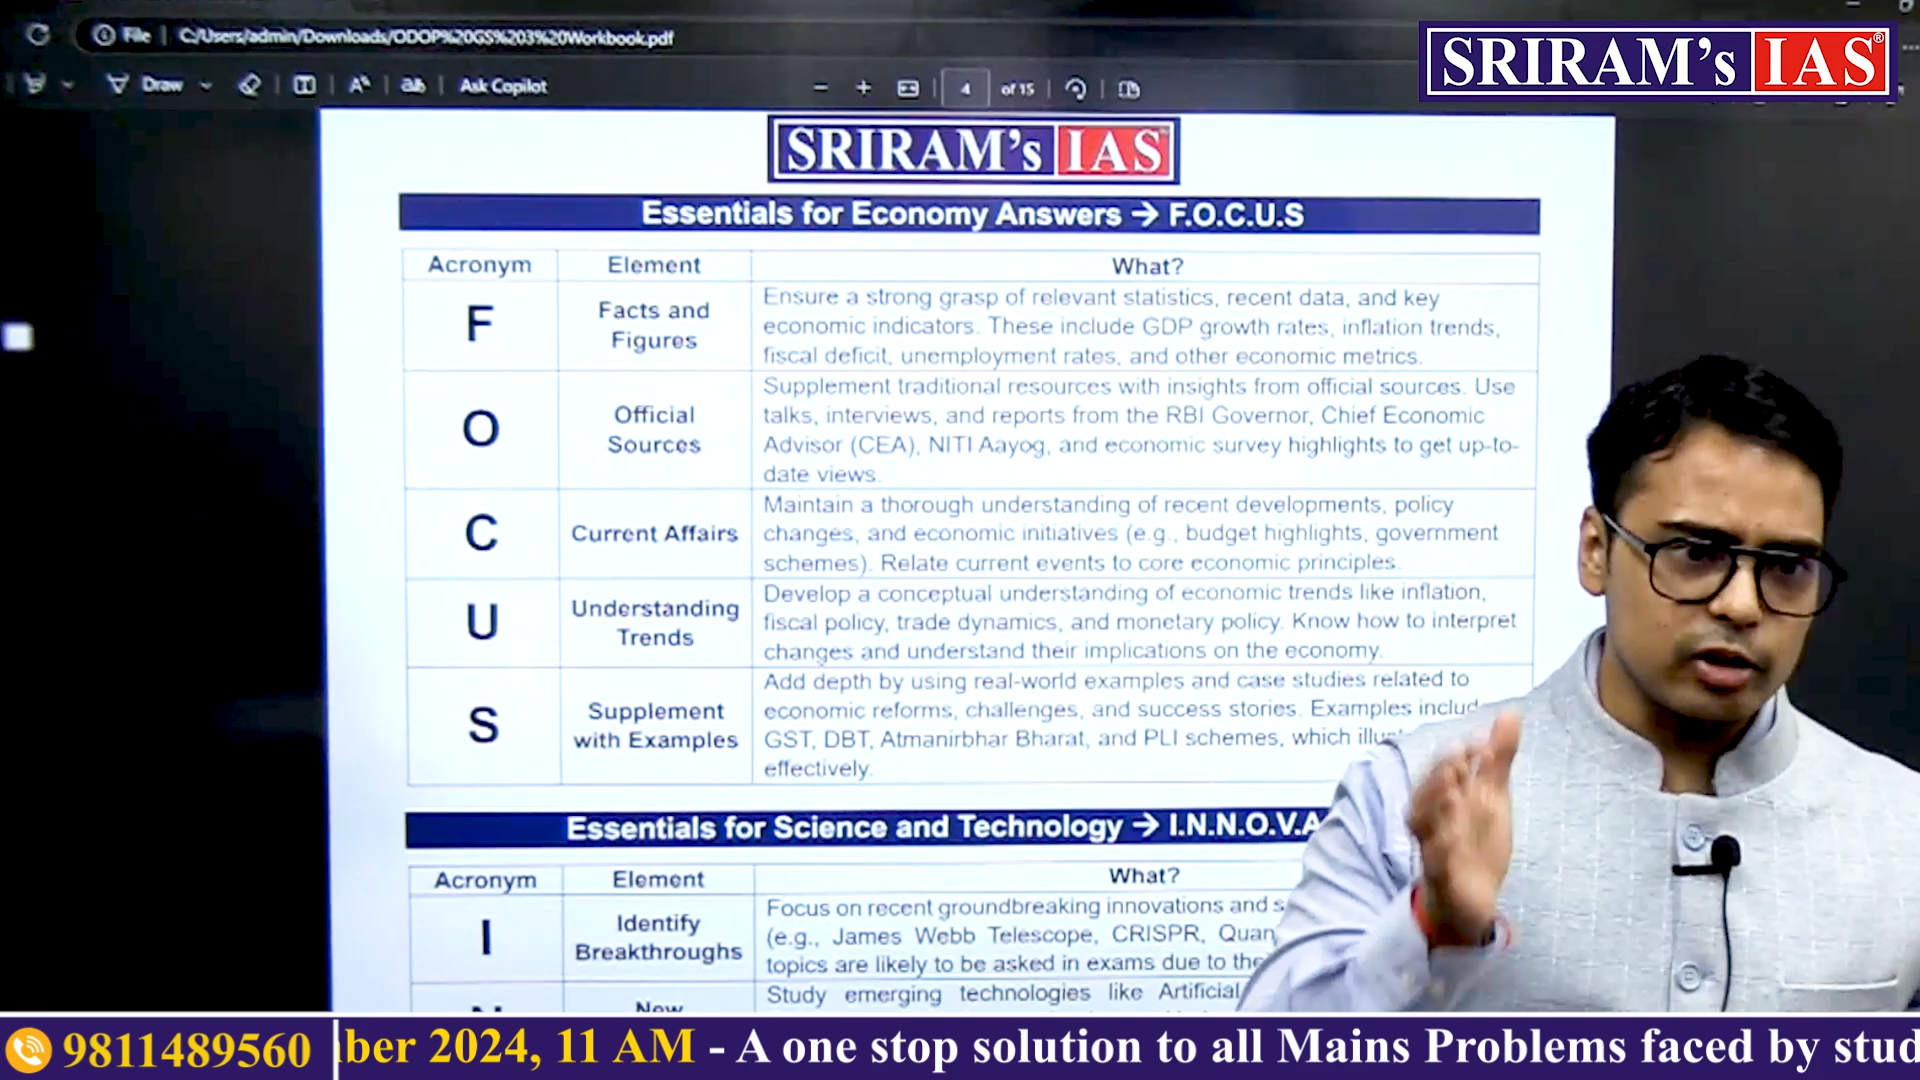 File | C:/Users/admin/Downloads/ODOP%20GS%203%20Workbook.pdf
SRIRAM's IAS
Draw
Ask Copilot
4 of 15
SRIRAM's IAS
Essentials for Economy Answers → F.O.C.U.S
Acronym Element What?
F
Facts and
Figures
Ensure a strong grasp of relevant statistics, recent data, and key
economic indicators. These include GDP growth rates, inflation trends,
fiscal deficit, unemployment rates, and other economic metrics.
O
Official
Sources
Supplement traditional resources with insights from official sources. Use
talks, interviews, and reports from the RBI Governor, Chief Economic
Advisor (CEA), NITI Aayog, and economic survey highlights to get up-to-
date views.
C
Current Affairs
Maintain a thorough understanding of recent developments, policy
changes, and economic initiatives (e.g., budget highlights, government
schemes). Relate current events to core economic principles.
U
Understanding
Trends
Develop a conceptual understanding of economic trends like inflation,
fiscal policy, trade dynamics, and monetary policy. Know how to interpret
changes and understand their implications on the economy.
S
Supplement
with Examples
Add depth by using real-world examples and case studies related to
economic reforms, challenges, and success stories. Examples includ
GST, DBT, Atmanirbhar Bharat, and PLI schemes, which
effectively.
Essentials for Science and Technology → I.N.N.O.V.A
Acronym Element What?
I
Identify
Breakthroughs
Focus on recent groundbreaking innovations and
(e.g., James Webb Telescope, CRISPR, Quan
topics are likely to be asked in exams due to the
New
Study emerging technologies like Artificial
9811489560
ber 2024, 11 AM - A one stop solution to all Mains Problems faced by stud